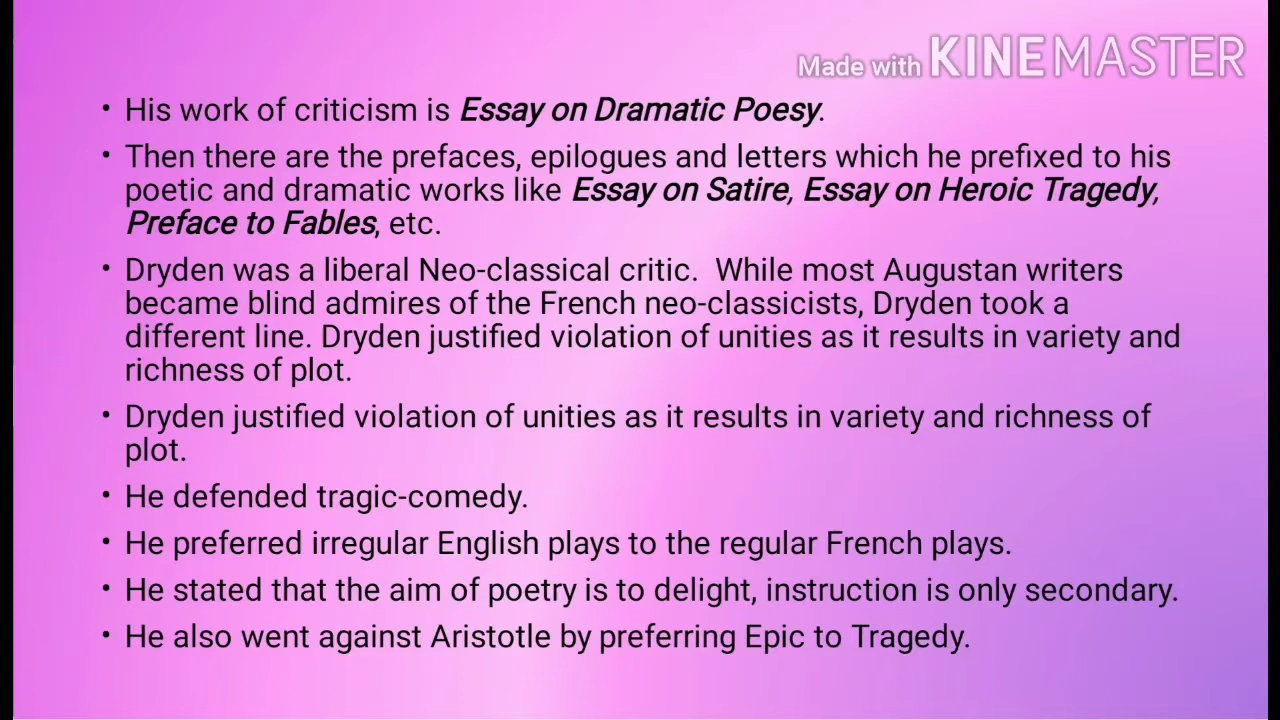 Made with KINEMASTER
• His work of criticism is Essay on Dramatic Poesy.
• Then there are the prefaces, epilogues and letters which he prefixed to his
poetic and dramatic works like Essay on Satire, Essay on Heroic Tragedy,
Preface to Fables, etc.
• Dryden was a liberal Neo-classical critic.  While most Augustan writers
became blind admires of the French neo-classicists, Dryden took a
different line. Dryden justified violation of unities as it results in variety and
richness of plot.
• Dryden justified violation of unities as it results in variety and richness of
plot.
• He defended tragic-comedy.
• He preferred irregular English plays to the regular French plays.
• He stated that the aim of poetry is to delight, instruction is only secondary.
• He also went against Aristotle by preferring Epic to Tragedy.